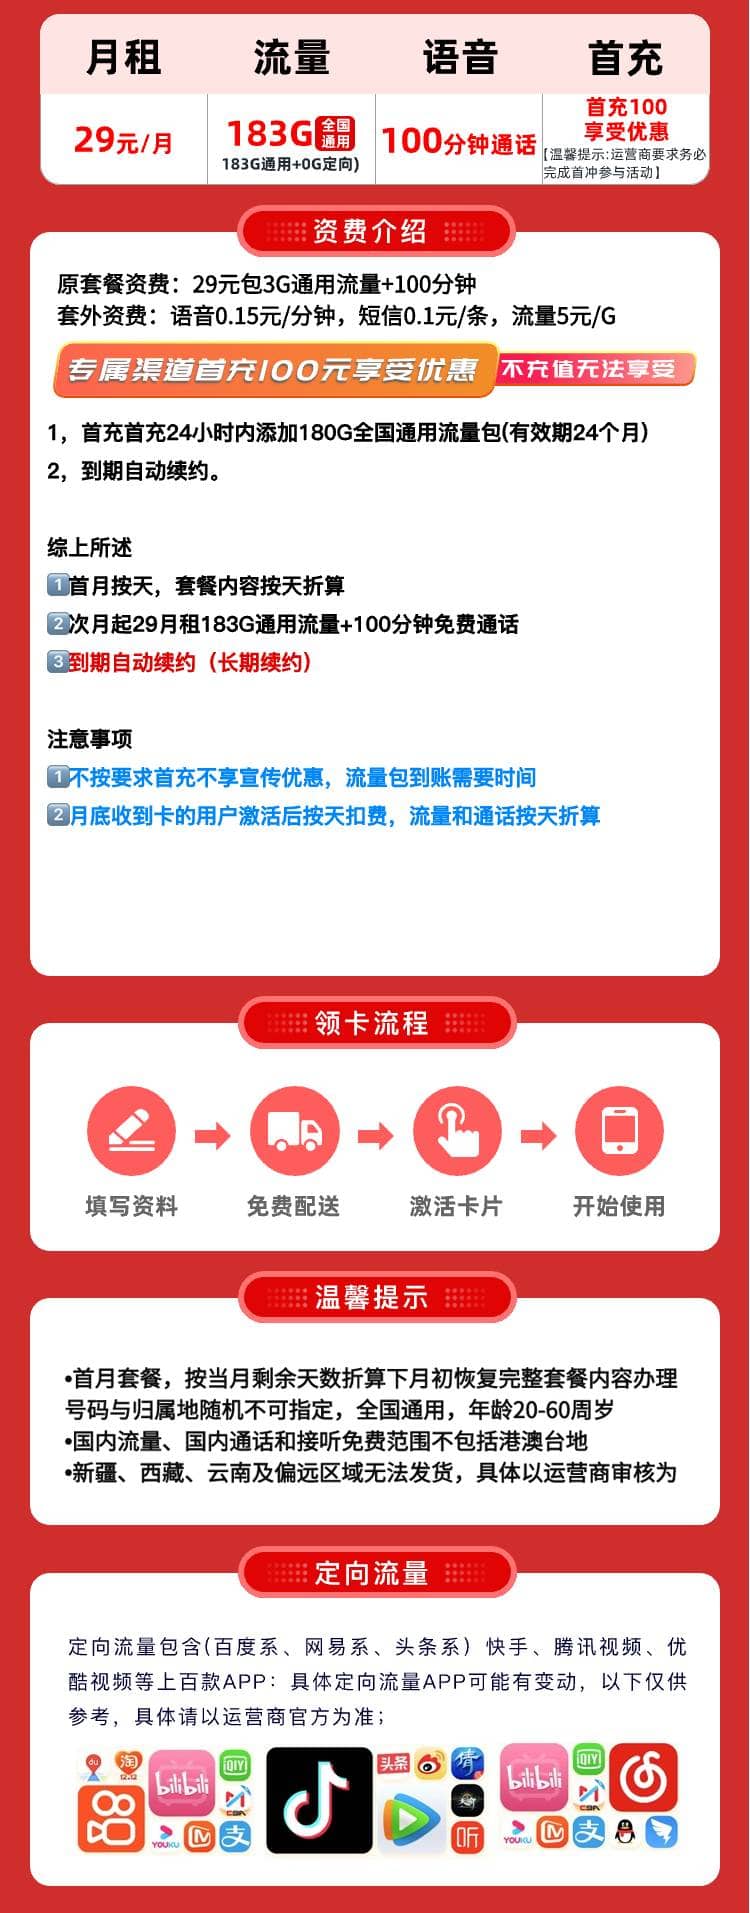 月租 流量 语音 首充
29元/月
183G全国通用
183G通用+0G定向)
100分钟通话
首充100
享受优惠
【温馨提示:运营商要求务必
完成首冲参与活动】
资费介绍
原套餐资费：29元包3G通用流量+100分钟
套外资费：语音0.15元/分钟，短信0.1元/条，流量5元/G
专属渠道首充100元享受优惠 不充值无法享受
1，首充首充24小时内添加180G全国通用流量包(有效期24个月)
2，到期自动续约。
综上所述
1首月按天，套餐内容按天折算
2次月起29月租183G通用流量+100分钟免费通话
3到期自动续约（长期续约）
注意事项
1不按要求首充不享宣传优惠，流量包到账需要时间
2月底收到卡的用户激活后按天扣费，流量和通话按天折算
领卡流程
填写资料 免费配送 激活卡片 开始使用
温馨提示
•首月套餐，按当月剩余天数折算下月初恢复完整套餐内容办理
号码与归属地随机不可指定，全国通用，年龄20-60周岁
•国内流量、国内通话和接听免费范围不包括港澳台地
•新疆、西藏、云南及偏远区域无法发货，具体以运营商审核为
定向流量
定向流量包含(百度系、网易系、头条系）快手、腾讯视频、优
酷视频等上百款APP：具体定向流量APP可能有变动，以下仅供
参考，具体请以运营商官方为准；
du 淘 12.12 bilibili QIY CBA YOUKU 支
头条 倩 听
bilibili QIY CBA YOUKU 支